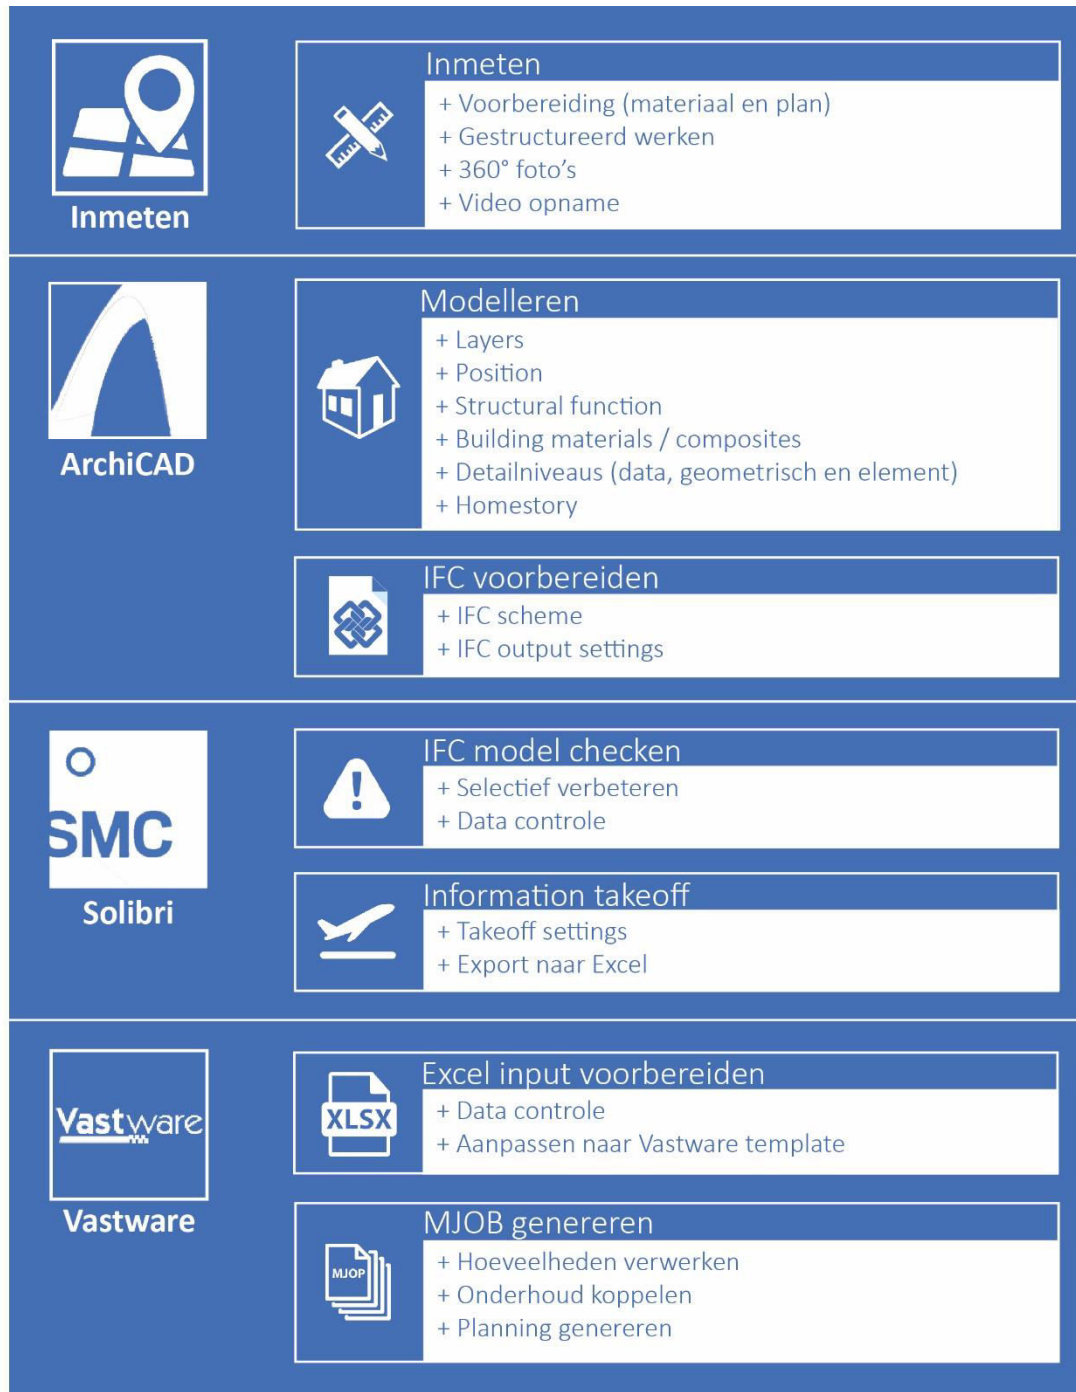 Inmeten
Inmeten
+ Voorbereiding (materiaal en plan)
+ Gestructureerd werken
+ 360° foto’s
+ Video opname
ArchiCAD
Modelleren
+ Layers
+ Position
+ Structural function
+ Building materials / composites
+ Detailniveaus (data, geometrisch en element)
+ Homestory
IFC voorbereiden
+ IFC scheme
+ IFC output settings
SMC
Solibri
IFC model checken
+ Selectief verbeteren
+ Data controle
Information takeoff
+ Takeoff settings
+ Export naar Excel
Vastware
Vastware
XLSX
Excel input voorbereiden
+ Data controle
+ Aanpassen naar Vastware template
MJOP
MJOB genereren
+ Hoeveelheden verwerken
+ Onderhoud koppelen
+ Planning genereren